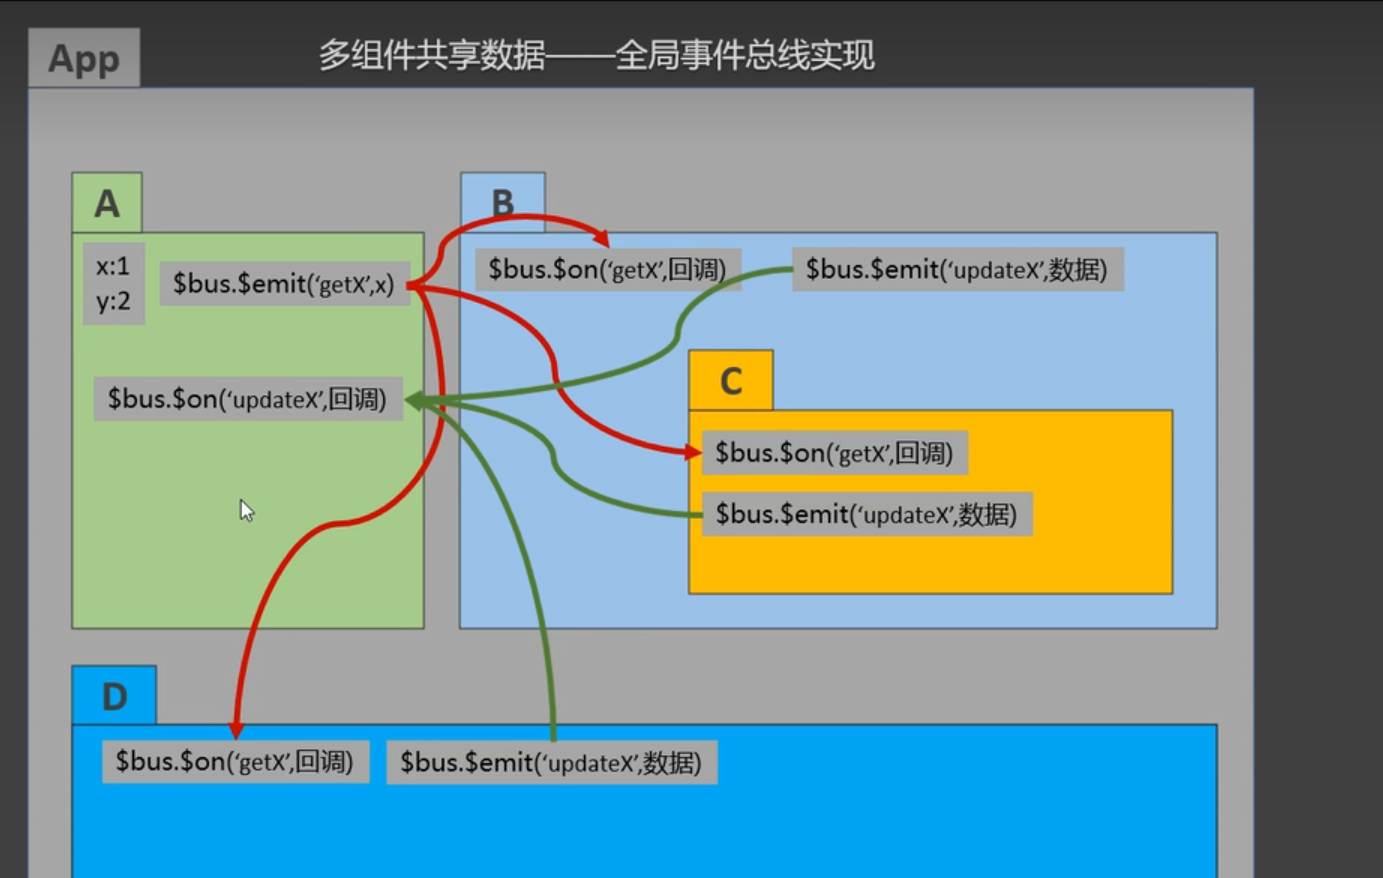 App
多组件共享数据——全局事件总线实现
A
B
x:1
y:2
$bus.$emit(‘getX’,x)
$bus.$on(‘getX’,回调)
$bus.$emit(‘updateX’,数据)
$bus.$on(‘updateX’,回调)
C
$bus.$on(‘getX’,回调)
$bus.$emit(‘updateX’,数据)
D
$bus.$on(‘getX’,回调)
$bus.$emit(‘updateX’,数据)